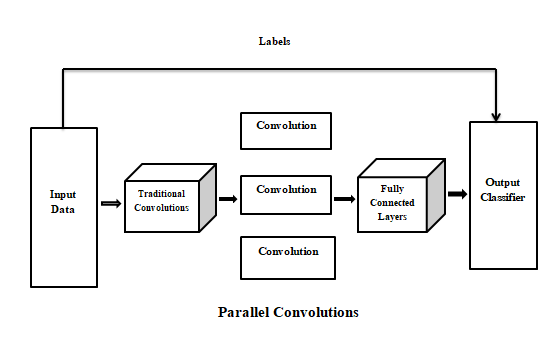 Labels
Convolution
Input
Data
Traditional
Convolutions
Convolution
Fully
Connected
Layers
Output
Classifier
Convolution
Parallel Convolutions